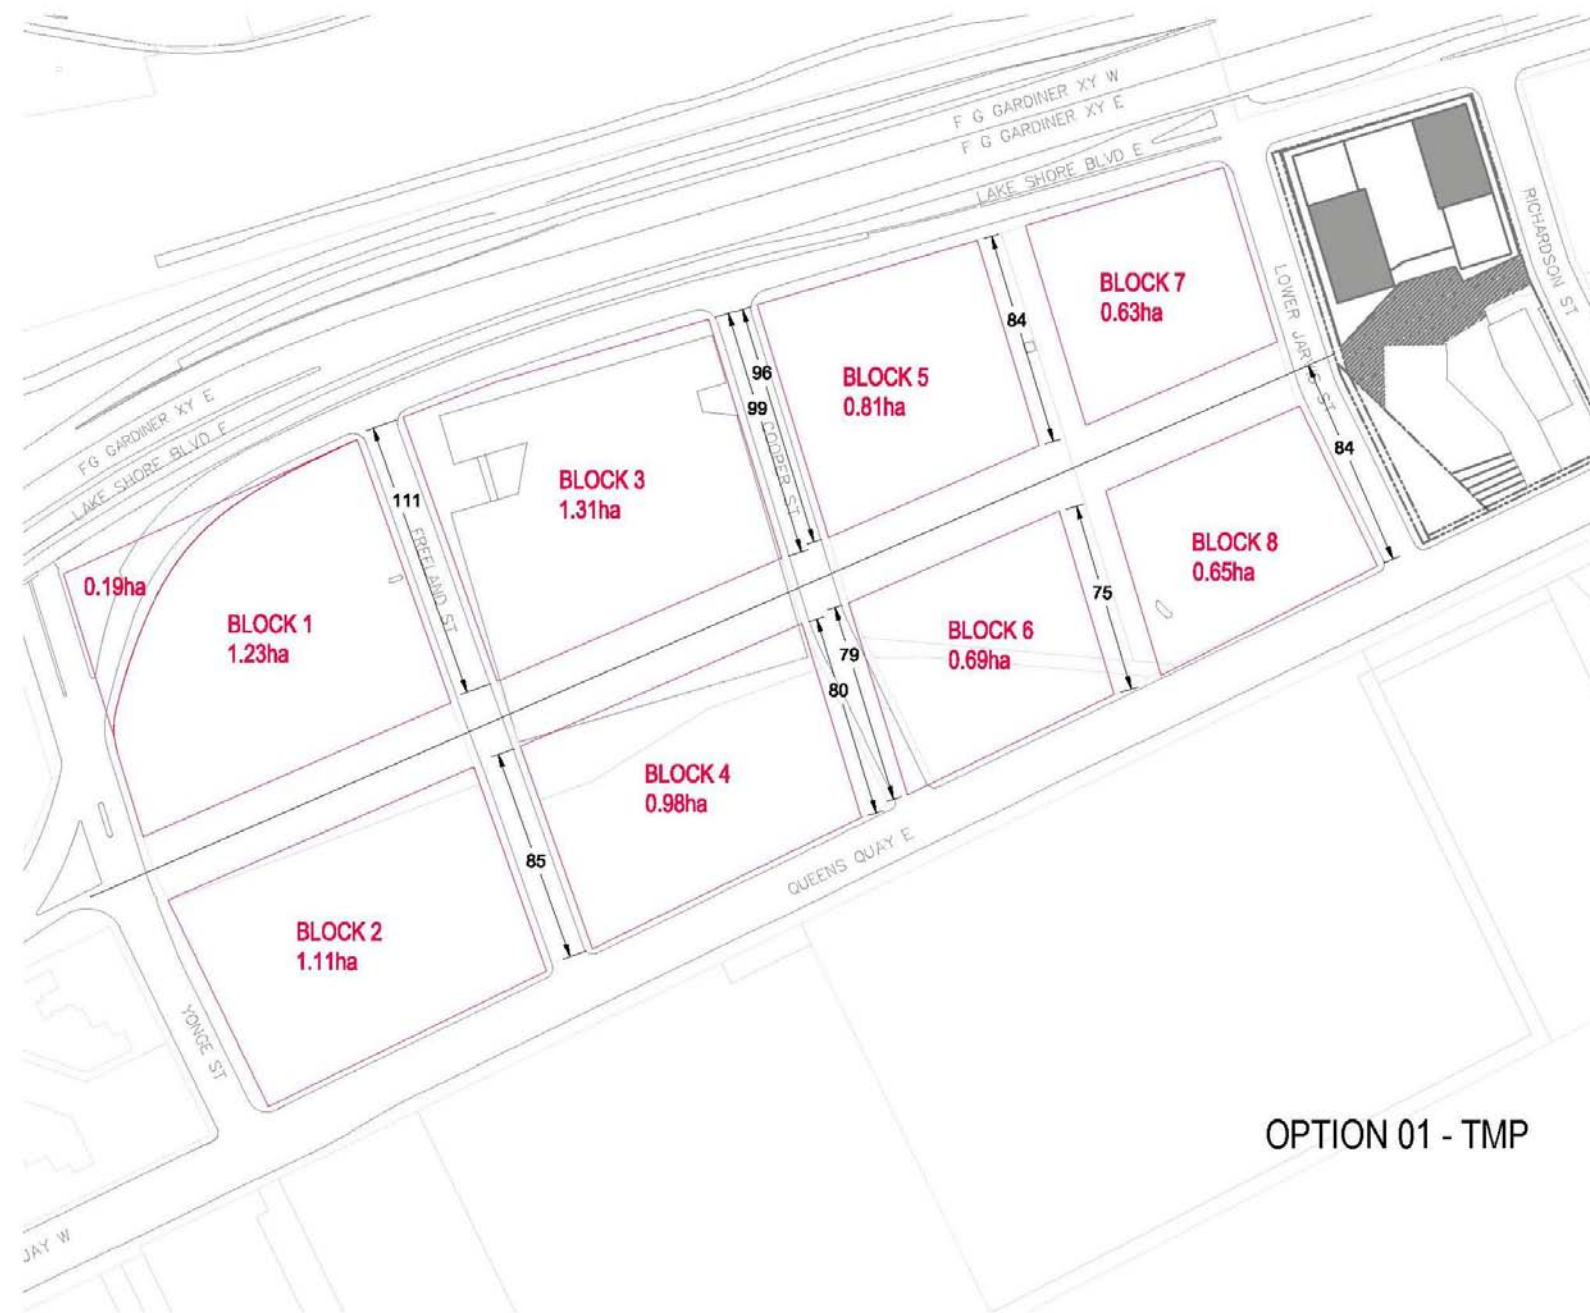 F G GARDINER XY W
F G GARDINER XY E
LAKE SHORE BLVD E
RICHARDSON ST
LOWER JARVIS ST
BLOCK 7
0.63ha
84
96
99
COOPER ST
BLOCK 5
0.81ha
FG GARDINER XY E
LAKE SHORE BLVD E
BLOCK 3
1.31ha
111
FREELAND ST
84
BLOCK 8
0.65ha
0.19ha
BLOCK 1
1.23ha
75
BLOCK 6
0.69ha
79
80
BLOCK 4
0.98ha
85
QUEENS QUAY E
BLOCK 2
1.11ha
YONGE ST
OPTION 01 - TMP
JAY W